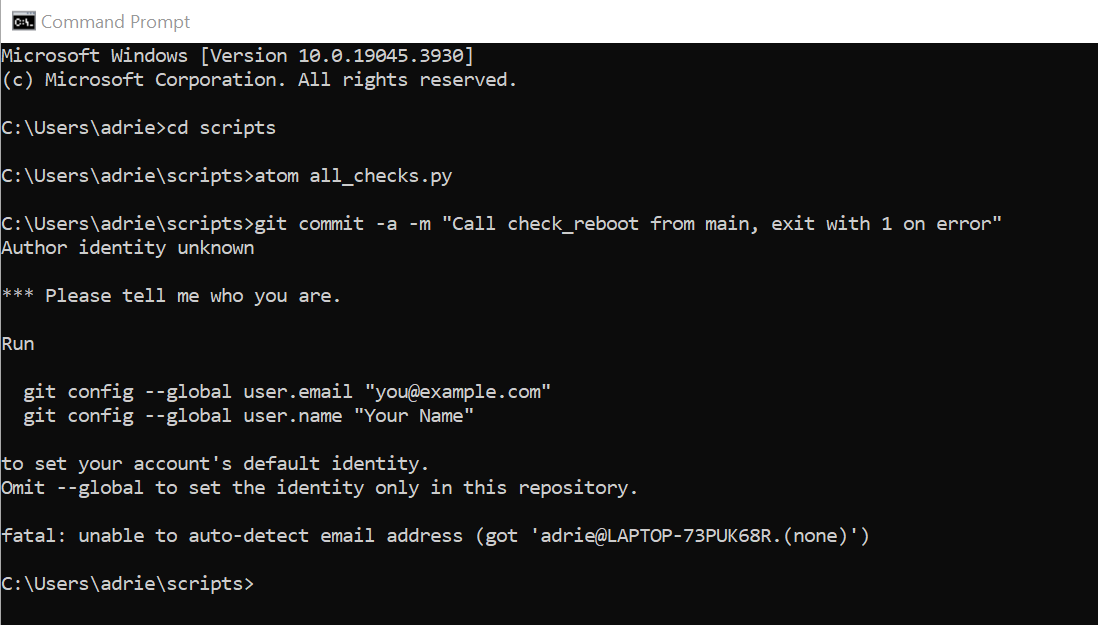 Command Prompt
Microsoft Windows [Version 10.0.19045.3930]
(c) Microsoft Corporation. All rights reserved.
C:\Users\adrie>cd scripts
C:\Users\adrie\scripts>atom all_checks.py
C:\Users\adrie\scripts>git commit -a -m "Call check_reboot from main, exit with 1 on error"
Author identity unknown
*** Please tell me who you are.
Run
  git config --global user.email "you@example.com"
  git config --global user.name "Your Name"
to set your account's default identity.
Omit --global to set the identity only in this repository.
fatal: unable to auto-detect email address (got 'adrie@LAPTOP-73PUK68R.(none)')
C:\Users\adrie\scripts>